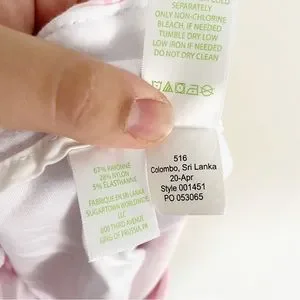 SEPARATELY
ONLY NON-CHLORINE
BLEACH, IF NEEDED
TUMBLE DRY LOW
LOW IRON IF NEEDED
DO NOT DRY CLEAN
516
Colombo, Sri Lanka
20-Apr
Style 001451
PO 053065
67% RAYONNE
28% NYLON
5% ÉLASTHANNE
FABRIQUÉ EN SRI LANKA
SUGARTOWN WORLDWIDE
LLC
800 THIRD AVENUE
KING OF PRUSSIA, PA